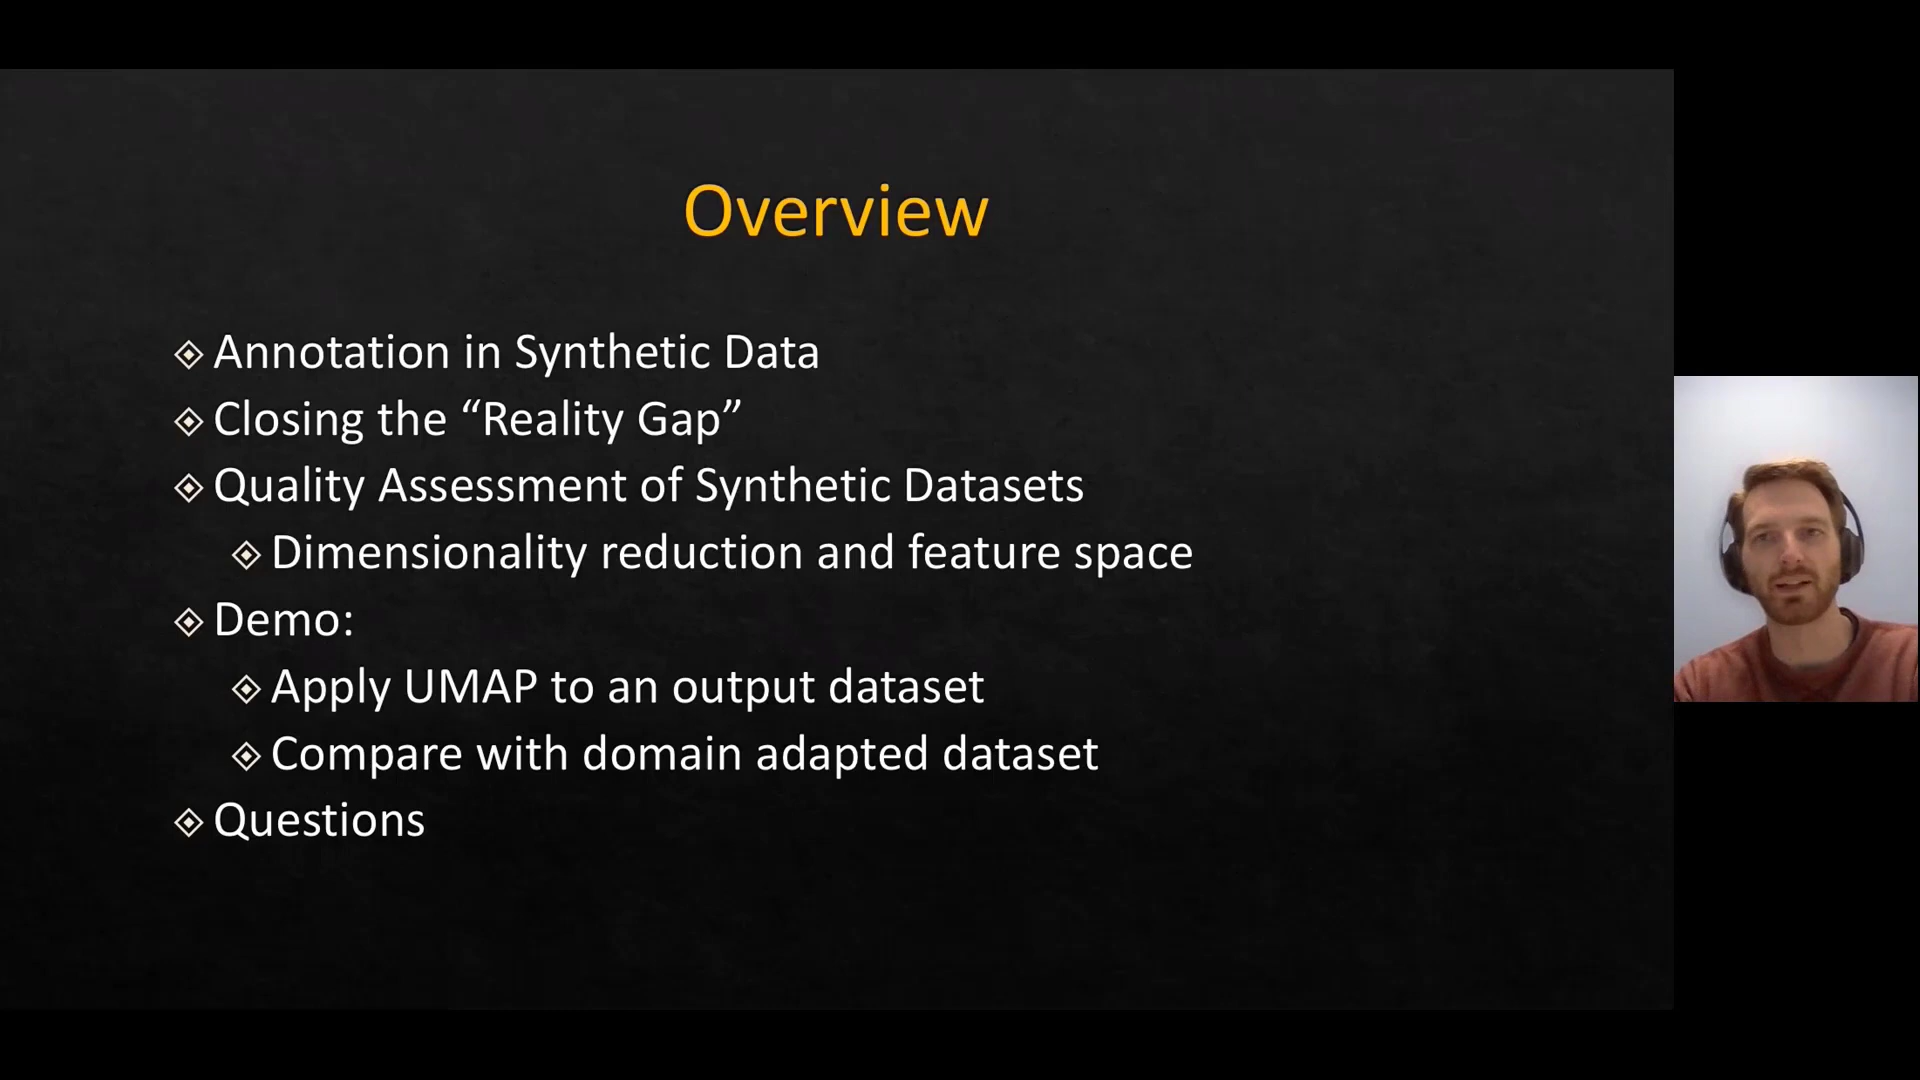 Overview
Annotation in Synthetic Data
Closing the “Reality Gap”
Quality Assessment of Synthetic Datasets
Dimensionality reduction and feature space
Demo:
Apply UMAP to an output dataset
Compare with domain adapted dataset
Questions